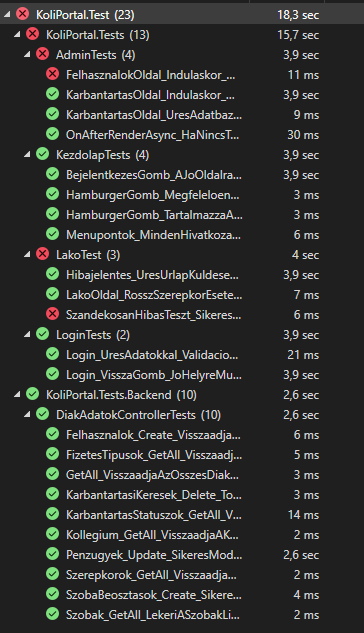 KoliPortal.Test (23) 18,3 sec
KoliPortal.Tests (13) 15,7 sec
AdminTests (4) 3,9 sec
FelhasznalokOldal_Indulaskor_... 11 ms
KarbantartasOldal_Indulaskor_... 3,9 sec
KarbantartasOldal_UresAdatbaz... 9 ms
OnAfterRenderAsync_HaNincsT... 30 ms
KezdolapTests (4) 3,9 sec
BejelentkezesGomb_AJoOldalra... 3,9 sec
HamburgerGomb_Megfeleloen... 3 ms
HamburgerGomb_TartalmazzaA... 3 ms
Menupontok_MindenHivatkoza... 6 ms
LakoTest (3) 4 sec
Hibajelentes_UresUrlapKuldese... 3,9 sec
LakoOldal_RosszSzerepkorEsete... 7 ms
SzandekosanHibasTeszt_Sikeres... 6 ms
LoginTests (2) 3,9 sec
Login_UresAdatokkal_Validacio... 21 ms
Login_VisszaGomb_JoHelyreMu... 3,9 sec
KoliPortal.Tests.Backend (10) 2,6 sec
DiakAdatokControllerTests (10) 2,6 sec
Felhasznalok_Create_Visszaadja... 6 ms
FizetesTipusok_GetAll_Visszaadj... 5 ms
GetAll_VisszaadjaAzOsszesDiak... 3 ms
KarbantartasiKeresek_Delete_To... 3 ms
KarbantartasStatuszok_GetAll_V... 14 ms
Kollegium_GetAll_VisszaadjaAK... 2 ms
Penzugyek_Update_SikeresMod... 2,6 sec
Szerepkorok_GetAll_Visszaadja... 2 ms
SzobaBeosztasok_Create_Sikere... 4 ms
Szobak_GetAll_LekeriASzobakLi... 2 ms